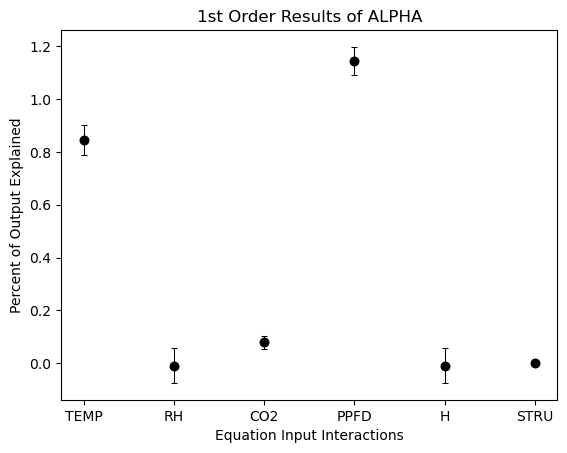 1st Order Results of ALPHA
Percent of Output Explained
1.2
1.0
0.8
0.6
0.4
0.2
0.0
TEMP RH CO2 PPFD H STRU
Equation Input Interactions